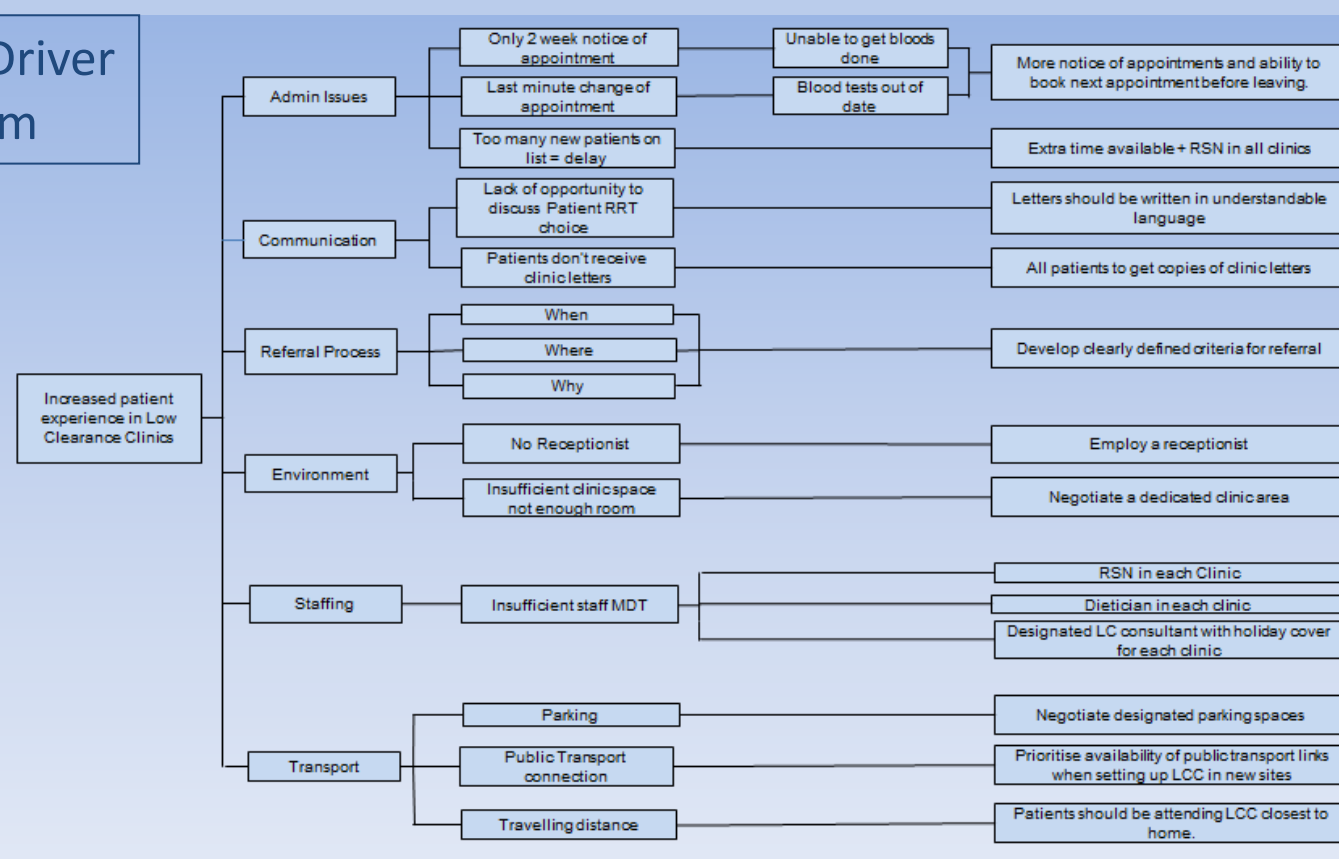 Driver
m
Only 2 week notice of
appointment
Unable to get bloods
done
More notice of appointments and ability to
book next appointment before leaving.
Admin Issues
Last minute change of
appointment
Blood tests out of
date
Too many new patients on
list = delay
Extra time available + RSN in all clinics
Lack of opportunity to
discuss Patient RRT
choice
Letters should be written in understandable
language
Communication
Patients don't receive
clinic letters
All patients to get copies of clinic letters
When
Referral Process
Where
Develop clearly defined criteria for referral
Why
Increased patient
experience in Low
Clearance Clinics
No Receptionist
Employ a receptionist
Environment
Insufficient clinic space
not enough room
Negotiate a dedicated clinic area
RSN in each Clinic
Staffing
Insufficient staff MDT
Dietician in each clinic
Designated LC consultant with holiday cover
for each clinic
Parking
Negotiate designated parking spaces
Transport
Public Transport
connection
Prioritise availability of public transport links
when setting up LCC in new sites
Travelling distance
Patients should be attending LCC closest to
home.